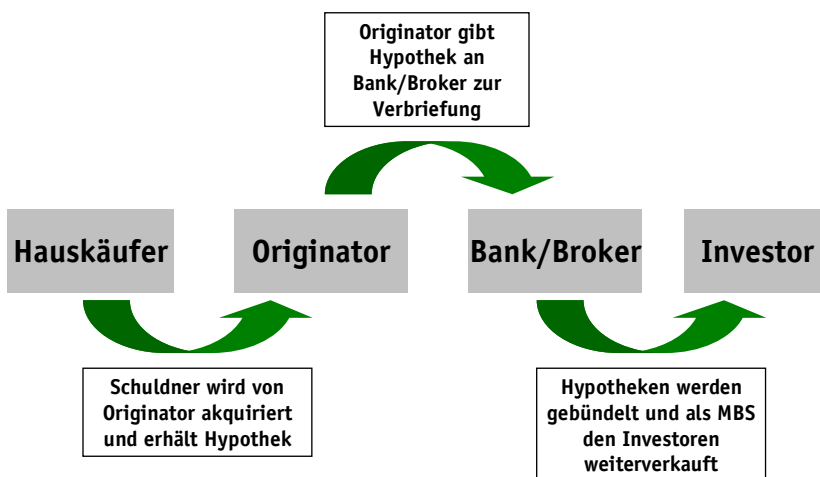 Originator gibt
Hypothek an
Bank/Broker zur
Verbriefung
Hauskäufer
Originator
Bank/Broker
Investor
Schuldner wird von
Originator akquiriert
und erhält Hypothek
Hypotheken werden
gebündelt und als MBS
den Investoren
weiterverkauft